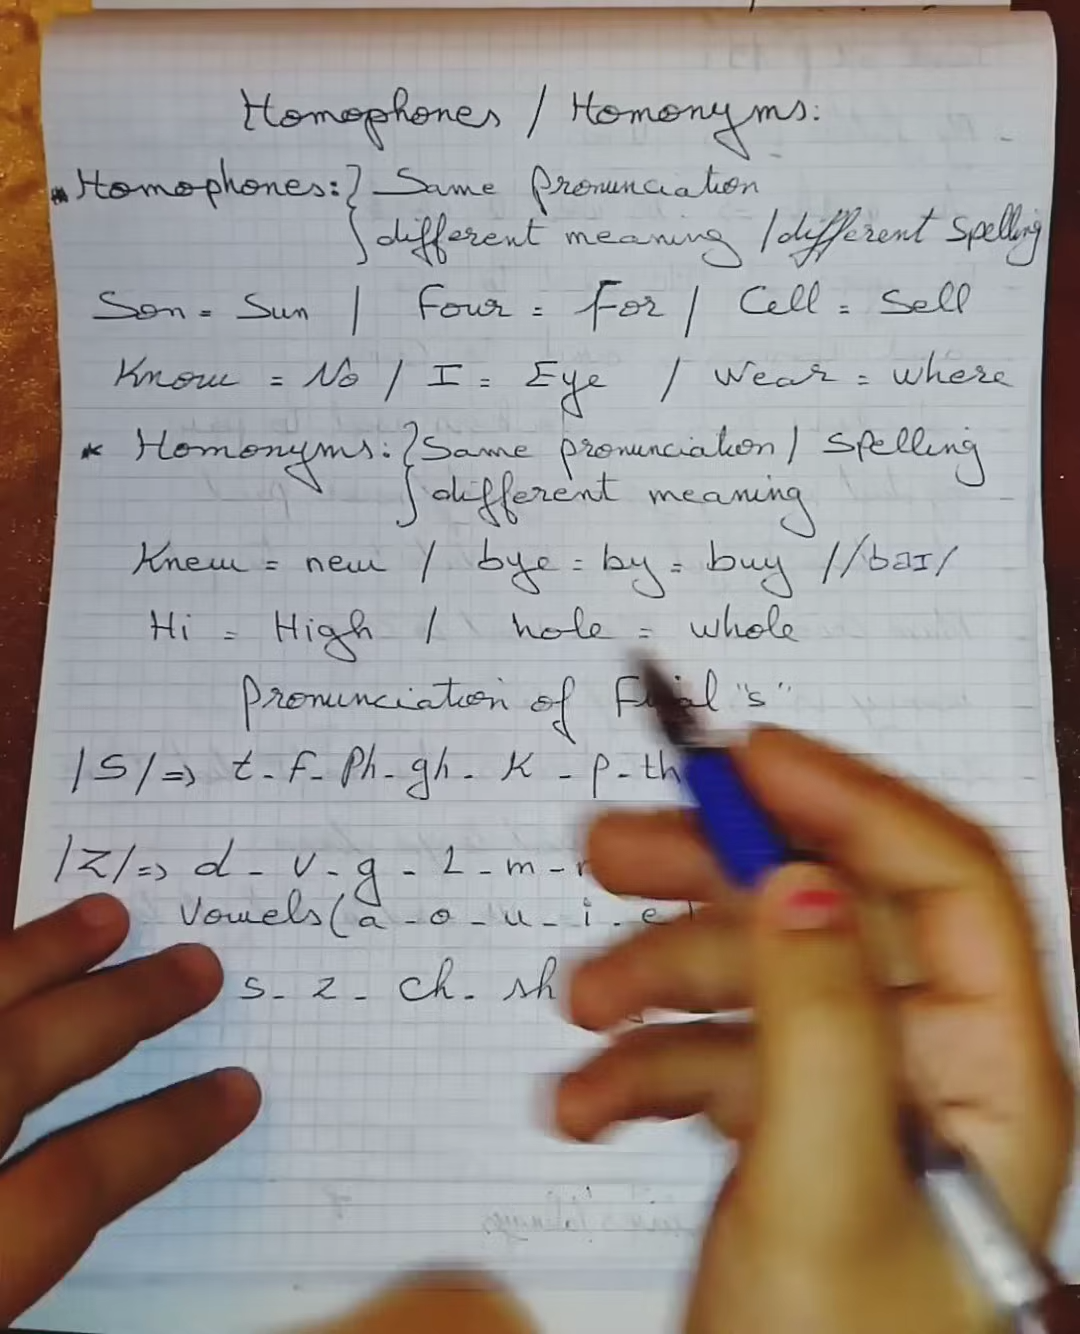 Homophones / Homonyms:
* Homophones: } Same pronunciation
different meaning / different spelling
Son = Sun / Four = For / Cell = Sell
Know = No / I = Eye / Wear = where
* Homonyms: { Same pronunciation / spelling
different meaning
Knew = new / bye = by = buy // baI /
Hi = High / hole = whole
Pronunciation of Final "s"
/S/ => t - f - Ph - gh - K - p - th
/Z/ => d - v - g - l - m -
Vowels (a - o - u - i - e)
s - z - ch - sh